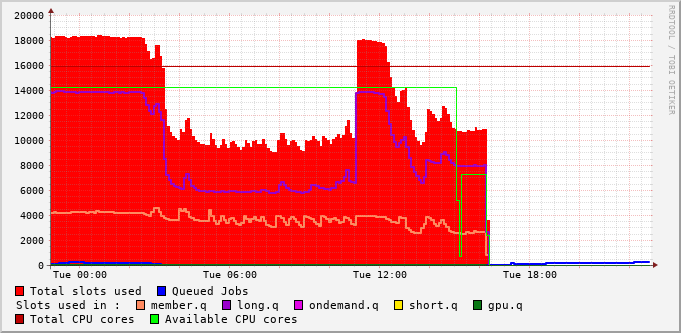 20000
18000
16000
14000
12000
10000
8000
6000
4000
2000
0
Tue 00:00 Tue 06:00 Tue 12:00 Tue 18:00
Total slots used Queued Jobs
Slots used in : member.q long.q ondemand.q short.q gpu.q
Total CPU cores Available CPU cores
RRDTOOL / TOBI OETIKER